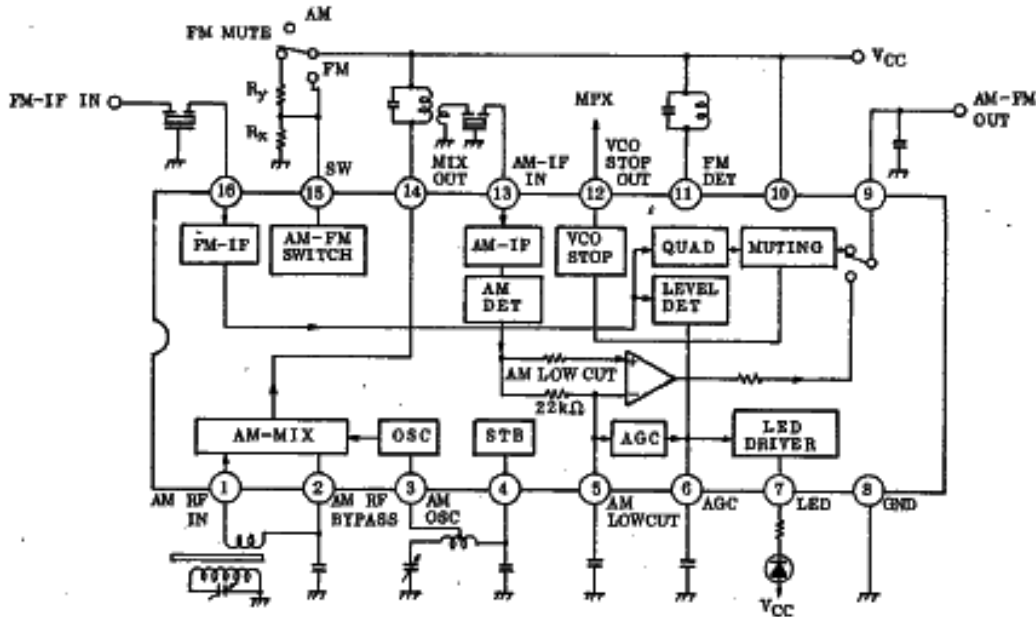 AM
FM MUTE
FM
VCC
FM-IF IN
Ry
Rx
MPX
AM-FM
OUT
SW
MIX
OUT
AM-IF
IN
VCO
STOP
OUT
FM
DET
16
15
14
13
12
11
10
9
FM-IF
AM-FM
SWITCH
AM-IF
VCO
STOP
QUAD
MUTING
AM
DET
LEVEL
DET
AM LOW CUT
22kΩ
AM-MIX
OSC
STB
AGC
LED
DRIVER
1
2
3
4
5
6
7
8
AM RF
IN
AM RF
BYPASS
AM
OSC
AM
LOWCUT
AGC
LED
GND
VCC